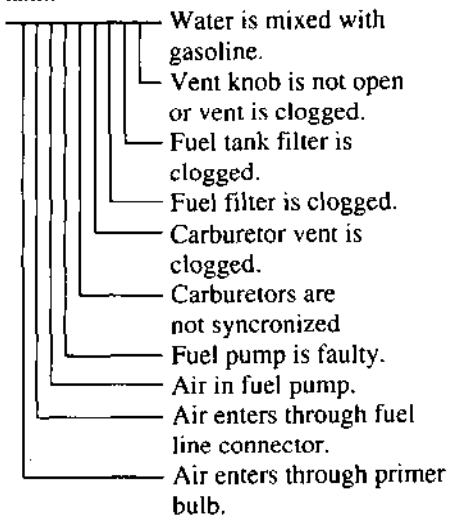 Water is mixed with
gasoline.
Vent knob is not open
or vent is clogged.
Fuel tank filter is
clogged.
Fuel filter is clogged.
Carburetor vent is
clogged.
Carburetors are
not syncronized
Fuel pump is faulty.
Air in fuel pump.
Air enters through fuel
line connector.
Air enters through primer
bulb.